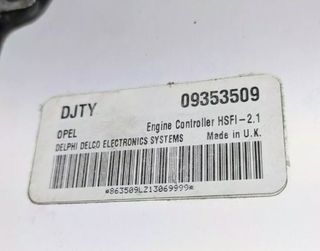 DJTY 09353509
OPEL Engine Controller HSFI-2.1
DELPHI DELCO ELECTRONICS SYSTEMS Made in U.K.
*863509LZ13069999*